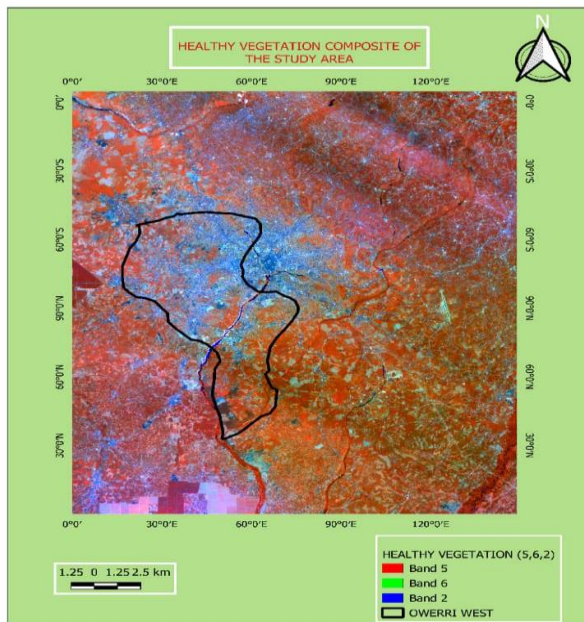 N
HEALTHY VEGETATION COMPOSITE OF
THE STUDY AREA
0°0' 30°0'E 60°0'E 90°0'E 120°0'E
0°0'
30°0'S
60°0'S
90°0'N
60°0'N
30°0'N
0°0'
30°0'S
60°0'S
90°0'N
60°0'N
30°0'N
0°0' 30°0'E 60°0'E 90°0'E 120°0'E
1.25 0 1.25 2.5 km
HEALTHY VEGETATION (5,6,2)
Band 5
Band 6
Band 2
OWERRI WEST